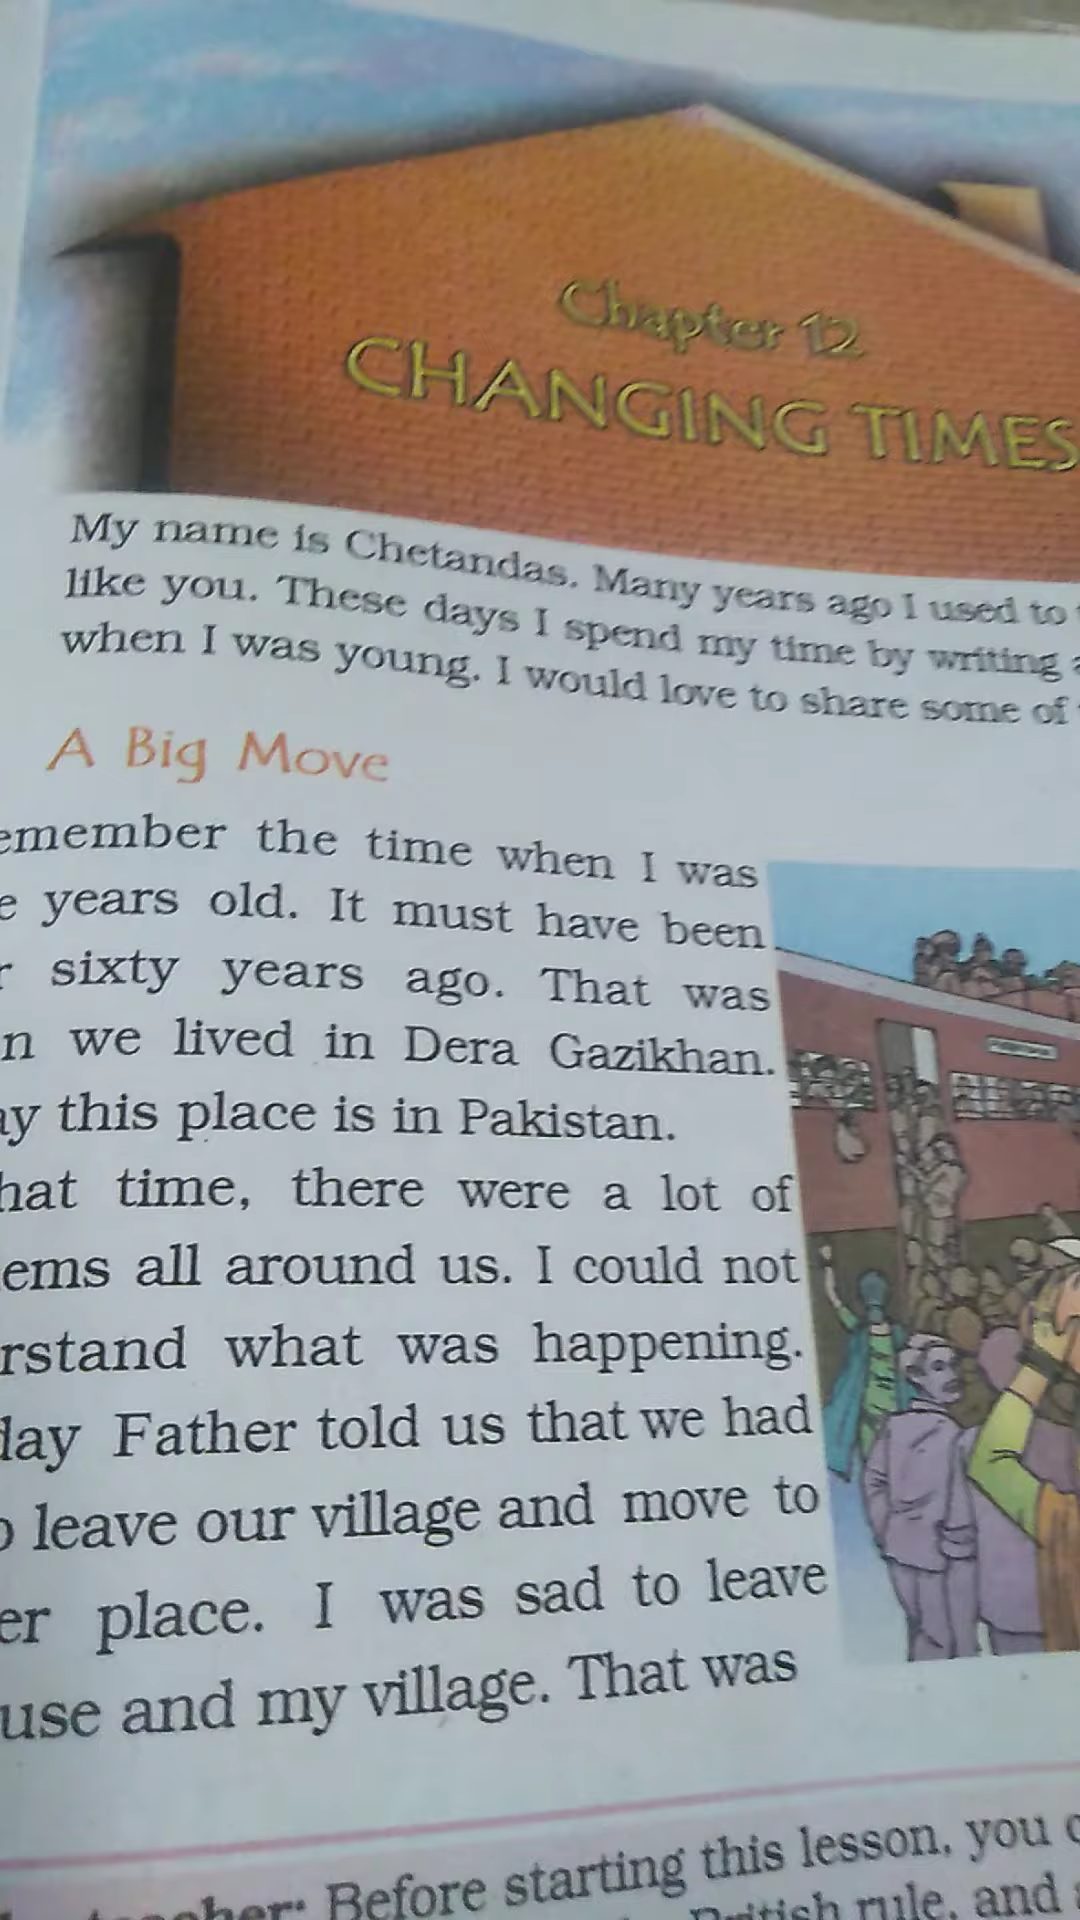 Chapter 12
CHANGING TIMES
My name is Chetandas. Many years ago I used to
like you. These days I spend my time by writing
when I was young. I would love to share some of
A Big Move
emember the time when I was
e years old. It must have been
r sixty years ago. That was
n we lived in Dera Gazikhan.
ay this place is in Pakistan.
hat time, there were a lot of
ems all around us. I could not
rstand what was happening.
day Father told us that we had
o leave our village and move to
er place. I was sad to leave
use and my village. That was
Before starting this lesson, you
British rule, and